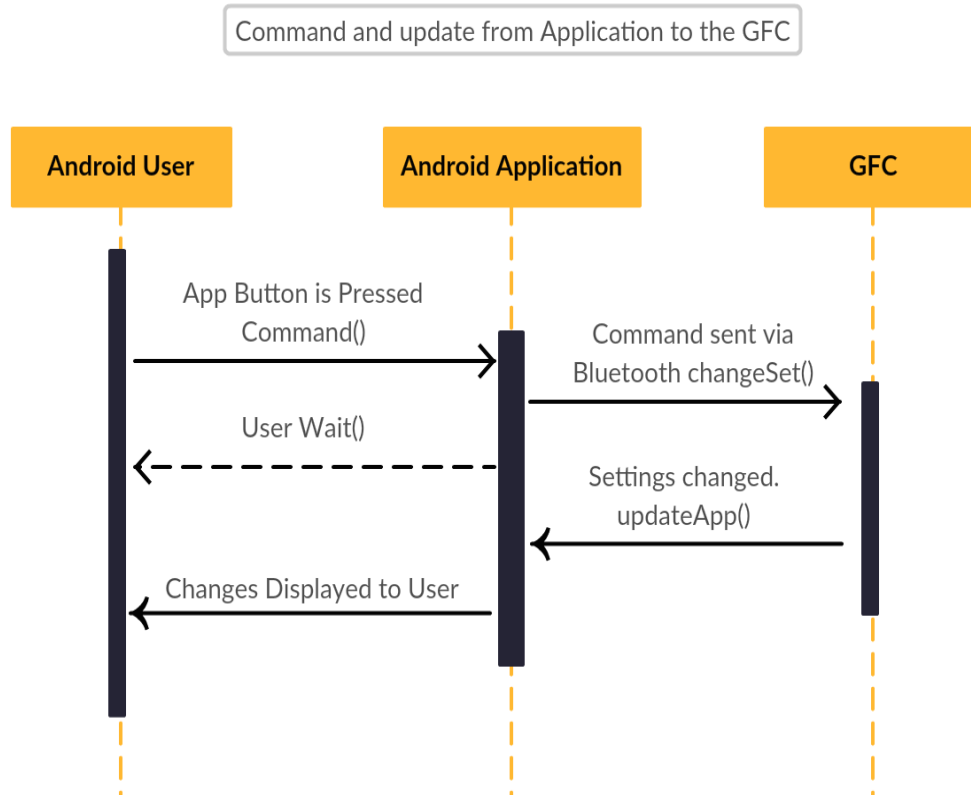 Command and update from Application to the GFC
Android User
Android Application
GFC
App Button is Pressed
Command()
Command sent via
Bluetooth changeSet()
User Wait()
Settings changed.
updateApp()
Changes Displayed to User